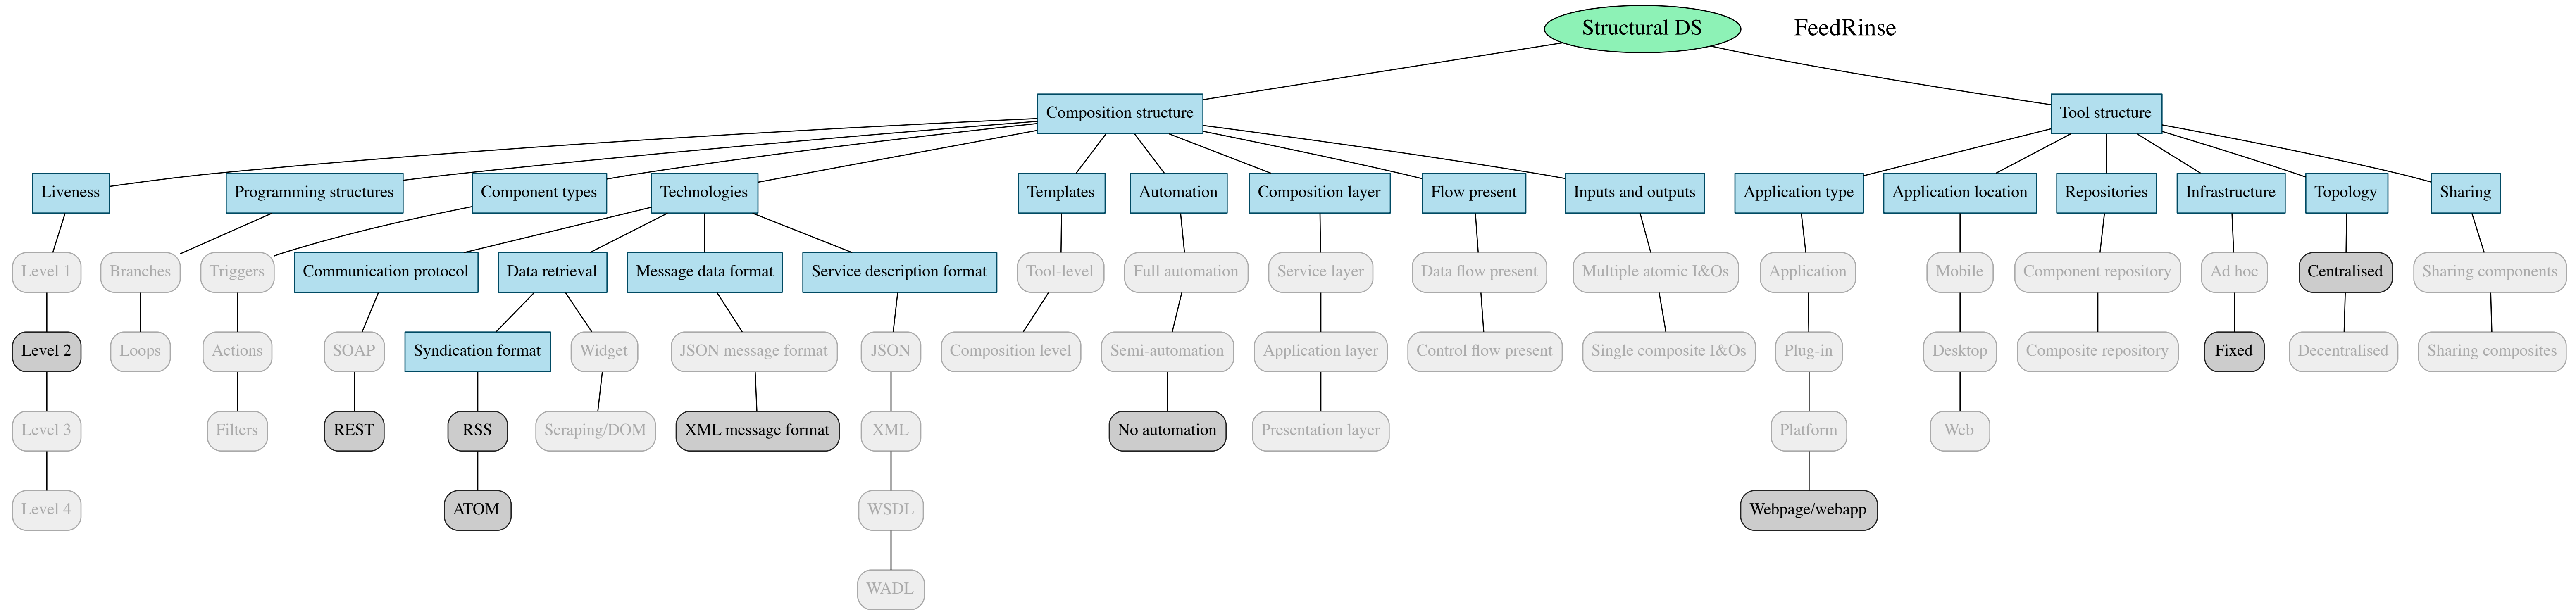 Structural DS
FeedRinse
Composition structure
Tool structure
Liveness
Programming structures
Component types
Technologies
Templates
Automation
Composition layer
Flow present
Inputs and outputs
Application type
Application location
Repositories
Infrastructure
Topology
Sharing
Level 1
Branches
Triggers
Communication protocol
Data retrieval
Message data format
Service description format
Tool-level
Full automation
Service layer
Data flow present
Multiple atomic I&Os
Application
Mobile
Component repository
Ad hoc
Centralised
Sharing components
Level 2
Loops
Actions
SOAP
Syndication format
Widget
JSON message format
JSON
Composition level
Semi-automation
Application layer
Control flow present
Single composite I&Os
Plug-in
Desktop
Composite repository
Fixed
Decentralised
Sharing composites
Level 3
Filters
REST
RSS
Scraping/DOM
XML message format
XML
No automation
Presentation layer
Platform
Web
Level 4
ATOM
WSDL
Webpage/webapp
WADL